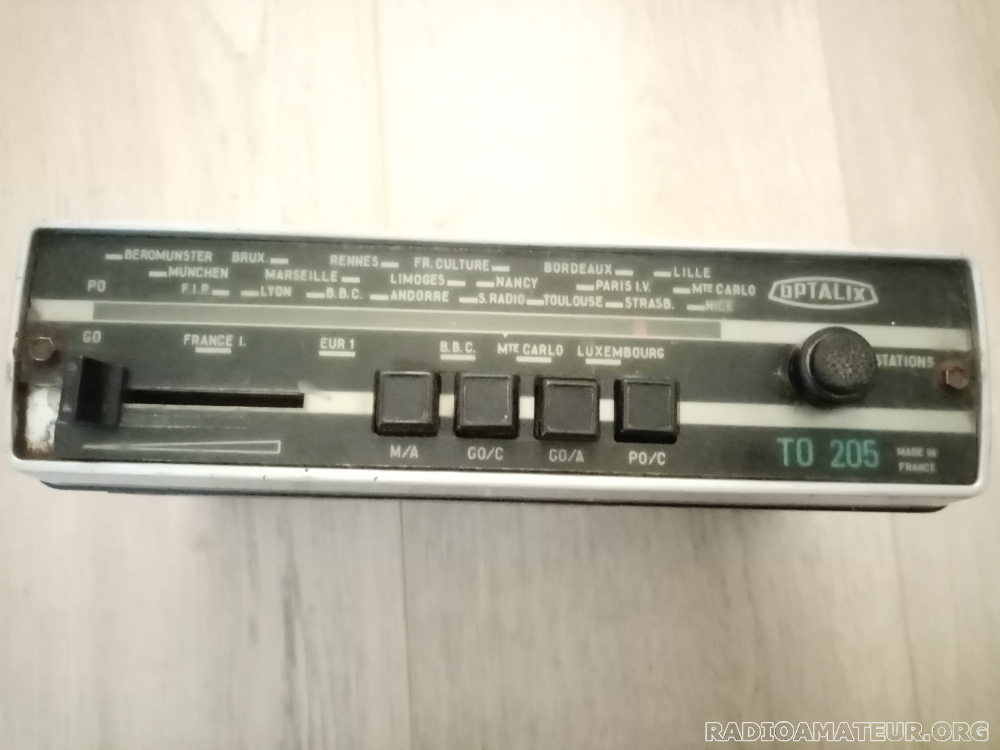 BEROMUNSTER BRUX. RENNES FR. CULTURE BORDEAUX LILLE
MÜNCHEN MARSEILLE LIMOGES NANCY PARIS I.V. MTE CARLO
PO F.I.P. LYON B.B.C. ANDORRE S. RADIO TOULOUSE STRASB. NICE
OPTALIX
GO FRANCE I. EUR 1 B.B.C. MTE CARLO LUXEMBOURG
STATIONS
M/A GO/C GO/A PO/C
TO 205
MADE IN
FRANCE
RADIOAMATEUR.ORG